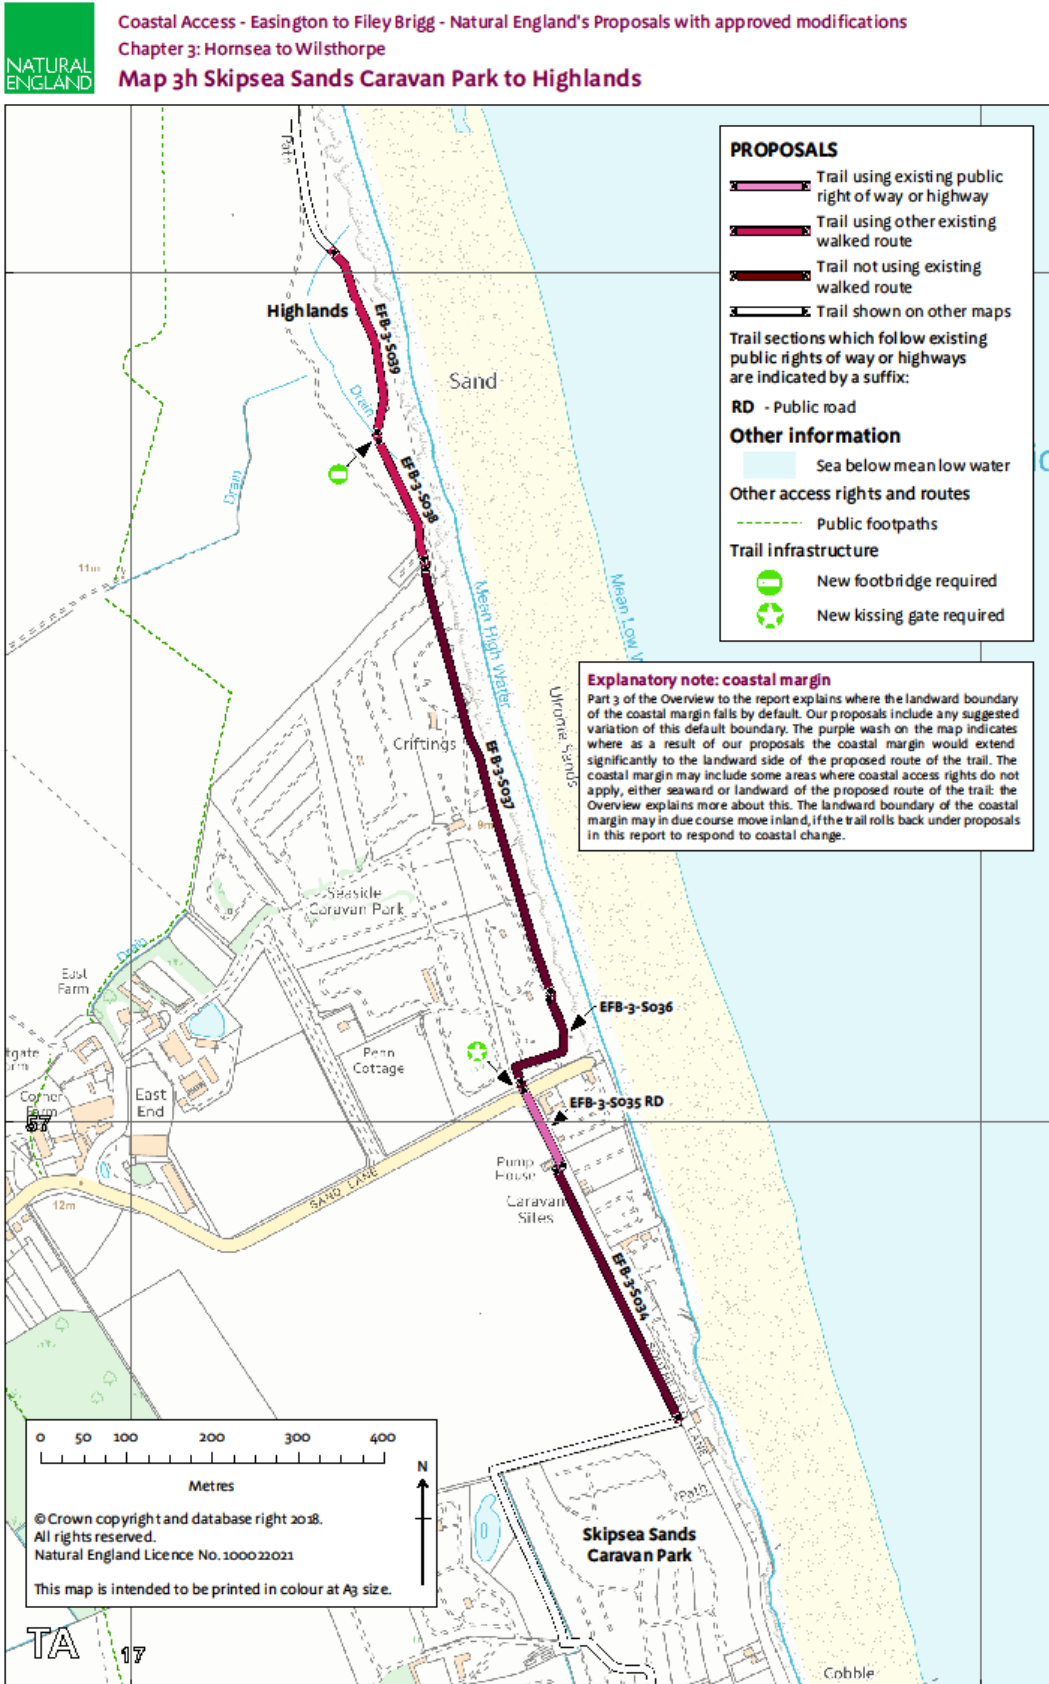 NATURAL
ENGLAND
Coastal Access - Easington to Filey Brigg - Natural England's Proposals with approved modifications
Chapter 3: Hornsea to Wilsthorpe
Map 3h Skipsea Sands Caravan Park to Highlands
PROPOSALS
Trail using existing public
right of way or highway
Trail using other existing
walked route
Trail not using existing
walked route
Trail shown on other maps
Trail sections which follow existing
public rights of way or highways
are indicated by a suffix:
RD - Public road
Other information
Sea below mean low water
Other access rights and routes
Public footpaths
Trail infrastructure
New footbridge required
New kissing gate required
Explanatory note: coastal margin
Part 3 of the Overview to the report explains where the landward boundary
of the coastal margin falls by default. Our proposals include any suggested
variation of this default boundary. The purple wash on the map indicates
where as a result of our proposals the coastal margin would extend
significantly to the landward side of the proposed route of the trail. The
coastal margin may include some areas where coastal access rights do not
apply, either seaward or landward of the proposed route of the trail: the
Overview explains more about this. The landward boundary of the coastal
margin may in due course move inland, if the trail rolls back under proposals
in this report to respond to coastal change.
Path
Highlands
EFB-3-S039
Sand
Drain
EFB-3-S038
Drain
11m
Mean High Water
Mean Low W
Ulrome Sands
Criftings
EFB-3-S037
9m
Seaside
Caravan Park
Drain
East
Farm
EFB-3-S036
tgate
arm
Penn
Cottage
Corner
Farm
East
End
57
EFB-3-S035 RD
Pump
House
SAND LANE
12m
Caravan
Sites
EFB-3-S034
ANE
Path
Skipsea Sands
Caravan Park
Cobble
0 50 100 200 300 400
Metres
N
© Crown copyright and database right 2018.
All rights reserved.
Natural England Licence No. 100022021
This map is intended to be printed in colour at A3 size.
TA
17